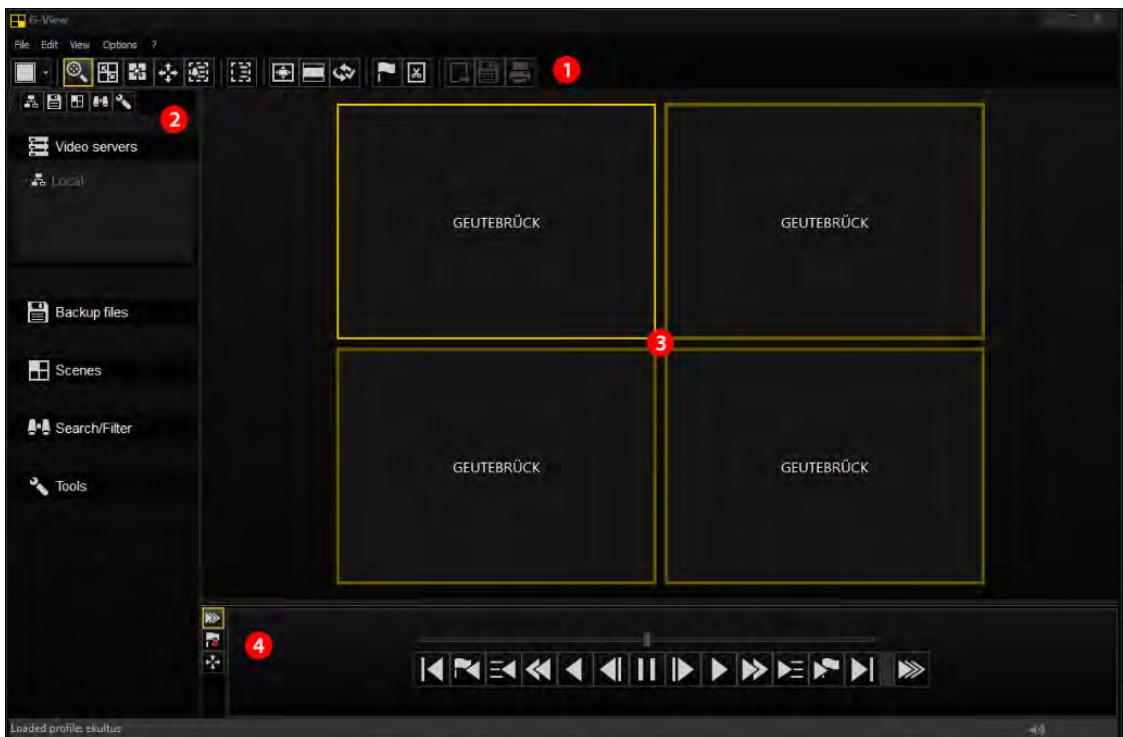 G-View
File Edit View Options ?
1
2
Video servers
Local
Backup files
Scenes
Search/Filter
Tools
GEUTEBRÜCK
GEUTEBRÜCK
3
GEUTEBRÜCK
GEUTEBRÜCK
4
Loaded profile: ekultus